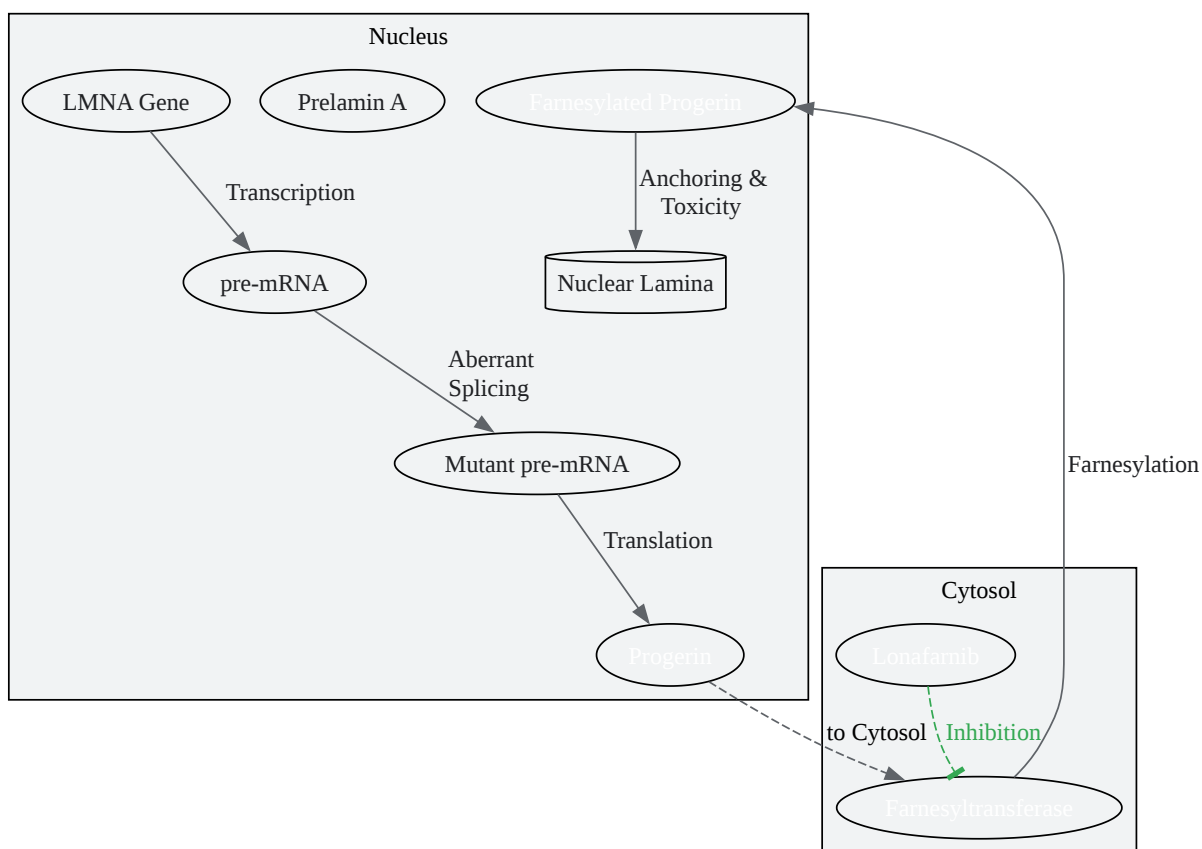 Nucleus
LMNA Gene
Prelamin A
Farnesylated Progerin
Transcription
Anchoring &
Toxicity
pre-mRNA
Nuclear Lamina
Aberrant
Splicing
Mutant pre-mRNA
Farnesylation
Translation
Cytosol
Progerin
Lonafarnib
to Cytosol
Inhibition
Farnesyltransferase